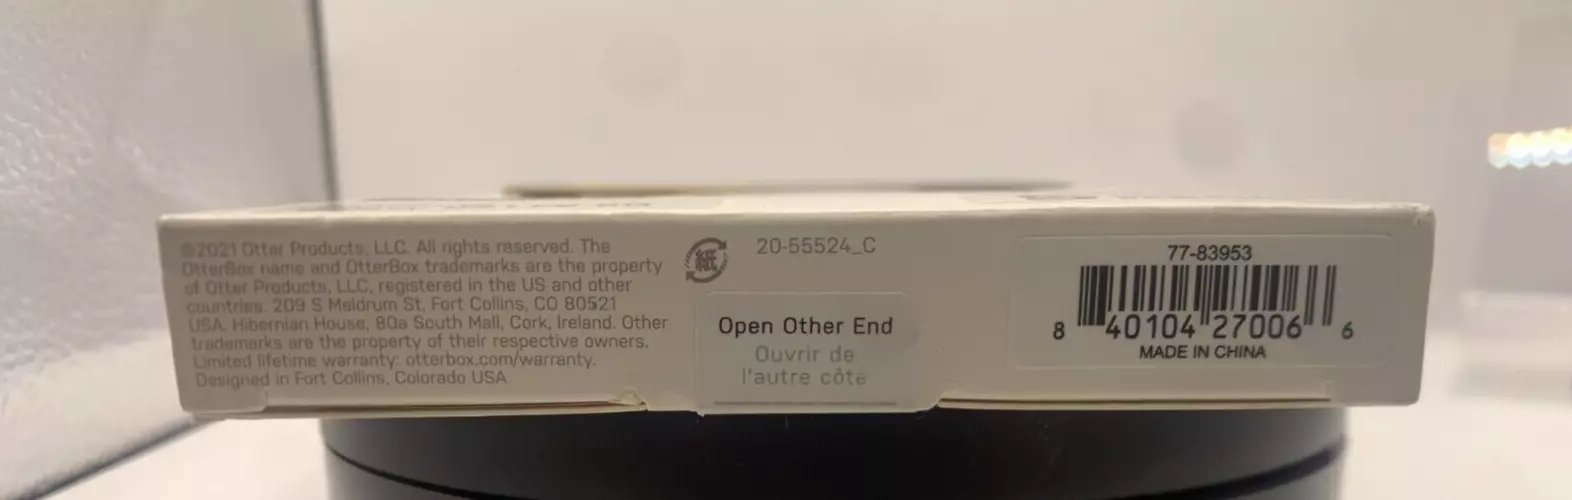 ©2021 Otter Products, LLC. All rights reserved. The
OtterBox name and OtterBox trademarks are the property
of Otter Products, LLC, registered in the US and other
countries. 209 S Meldrum St, Fort Collins, CO 80521
USA. Hibernian House, 80a South Mall, Cork, Ireland. Other
trademarks are the property of their respective owners.
Limited lifetime warranty: otterbox.com/warranty.
Designed in Fort Collins, Colorado USA
紙
20-55524_C
Open Other End
Ouvrir de
l'autre côté
77-83953
8 40104 27006 6
MADE IN CHINA